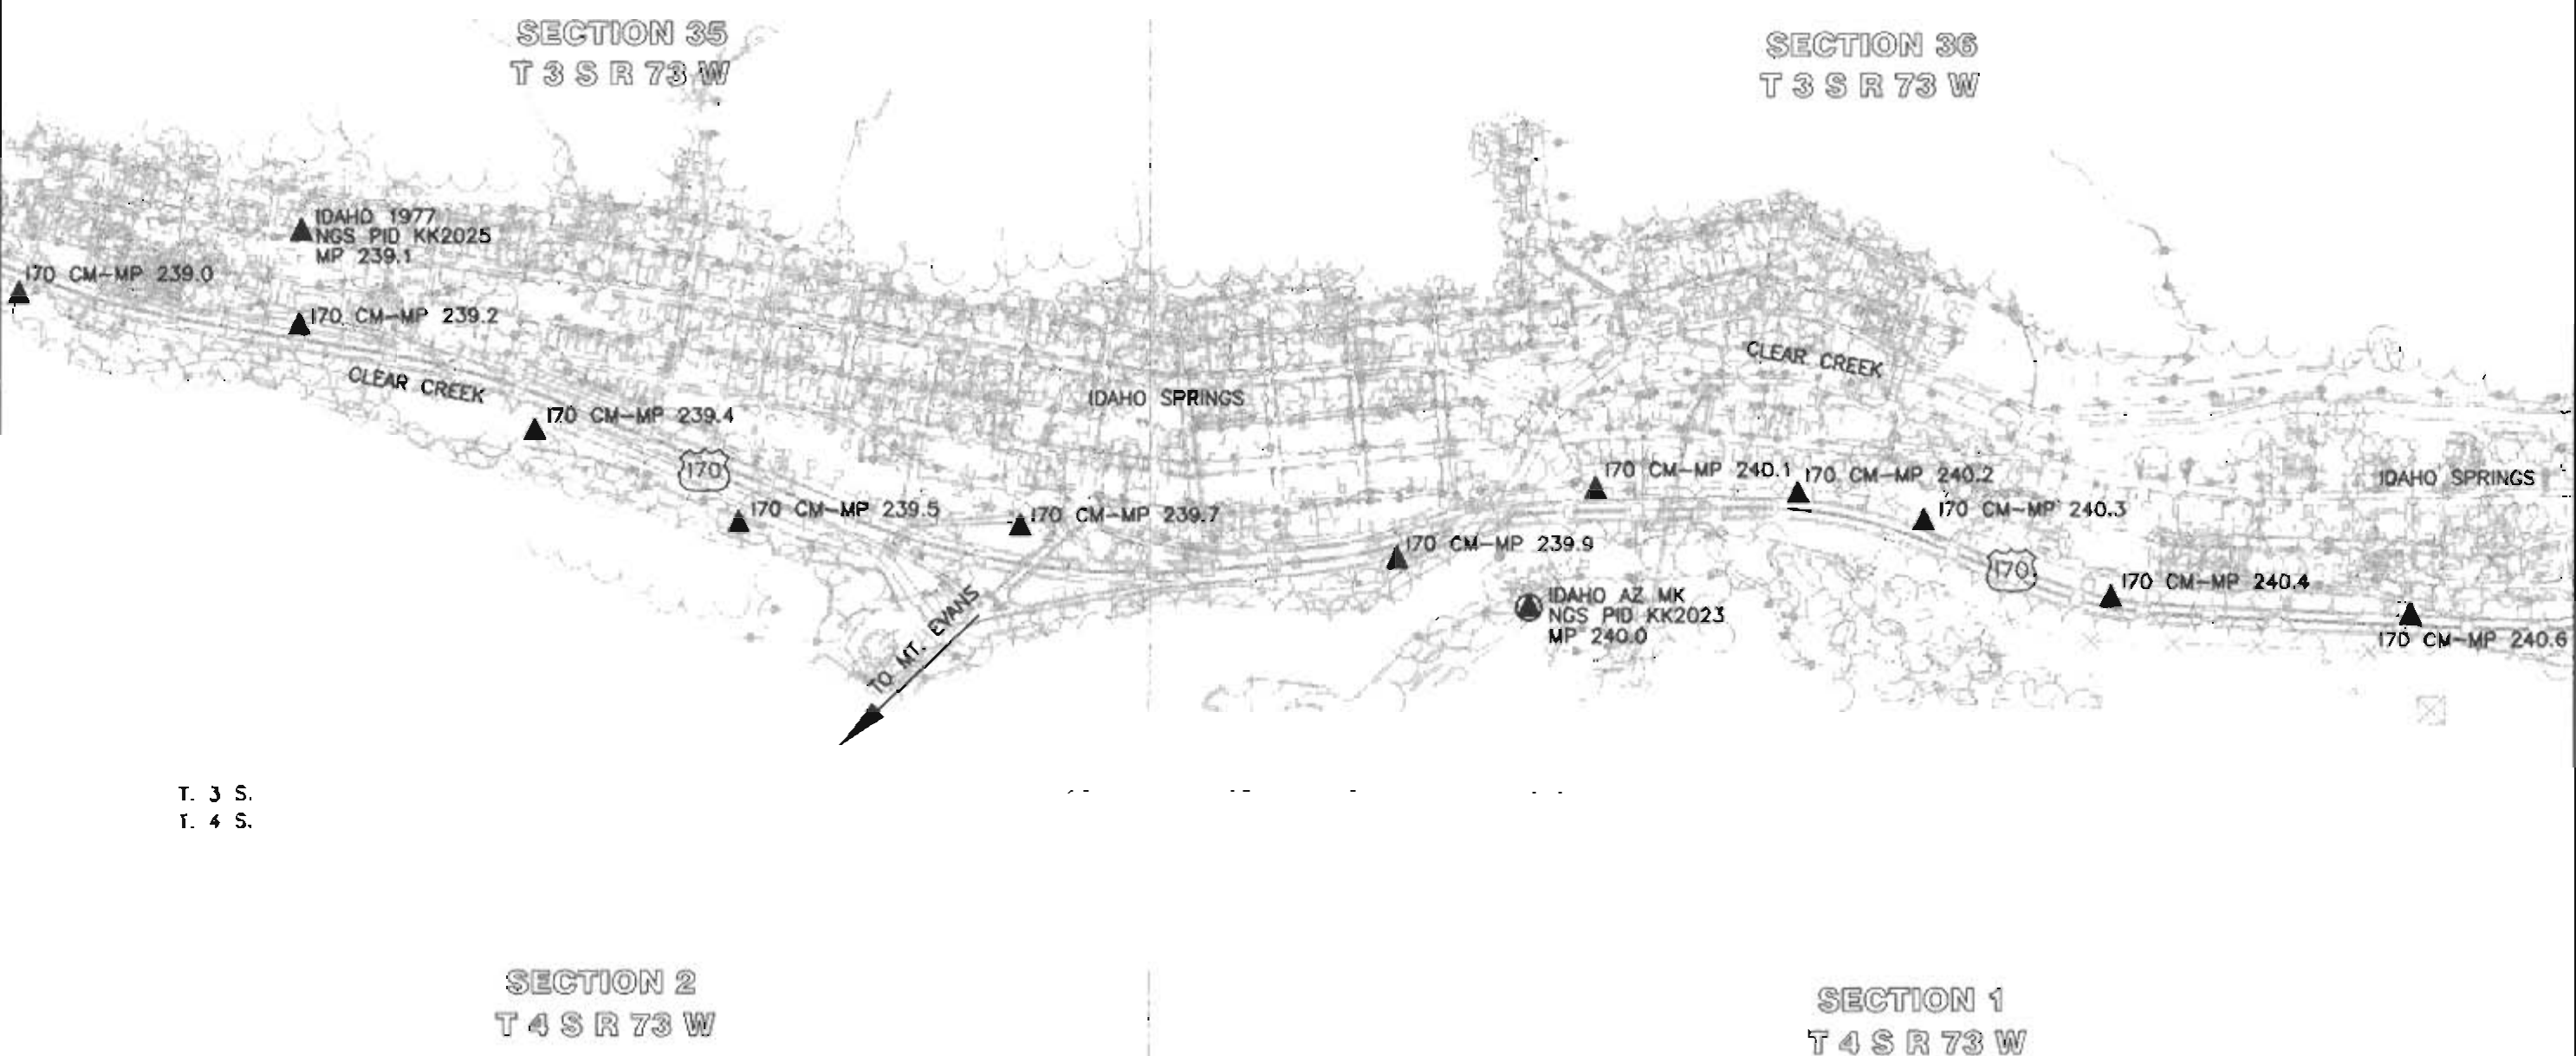 SECTION 35
T 3 S R 73 W
SECTION 36
T 3 S R 73 W
IDAHO 1977
NGS PID KK2025
MP 239.1
I70 CM-MP 239.0
I70 CM-MP 239.2
CLEAR CREEK
I70 CM-MP 239.4
I70
I70 CM-MP 239.5
I70 CM-MP 239.7
IDAHO SPRINGS
TO MT. EVANS
I70 CM-MP 239.9
IDAHO AZ MK
NGS PID KK2023
MP 240.0
CLEAR CREEK
I70 CM-MP 240.1
I70 CM-MP 240.2
I70 CM-MP 240.3
I70
I70 CM-MP 240.4
IDAHO SPRINGS
I70 CM-MP 240.6
T. 3 S.
T. 4 S.
SECTION 2
T 4 S R 73 W
SECTION 1
T 4 S R 73 W